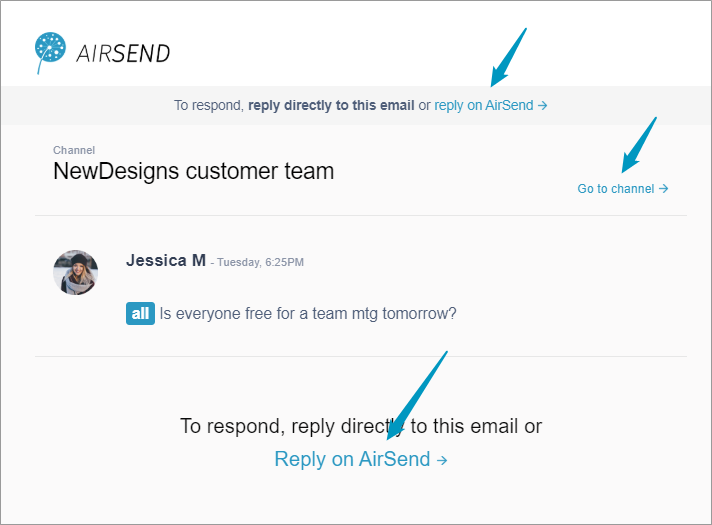 AIRSEND
To respond, reply directly to this email or reply on AirSend →
Channel
NewDesigns customer team
Go to channel →
Jessica M - Tuesday, 6:25PM
all Is everyone free for a team mtg tomorrow?
To respond, reply directly to this email or
Reply on AirSend →